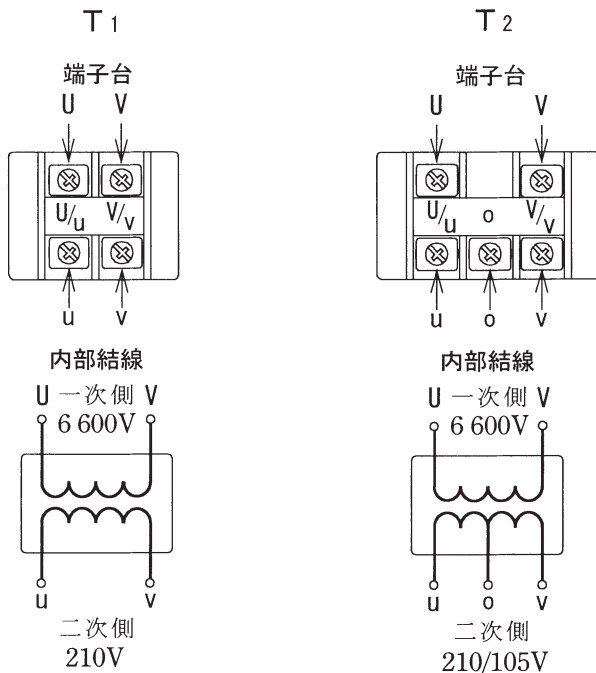 T1
端子台
U V
U/u V/v
u v
内部結線
U 一次側 V
6 600V
u v
二次側
210V
T2
端子台
U V
U/u o V/v
u o v
内部結線
U 一次側 V
6 600V
u o v
二次側
210/105V